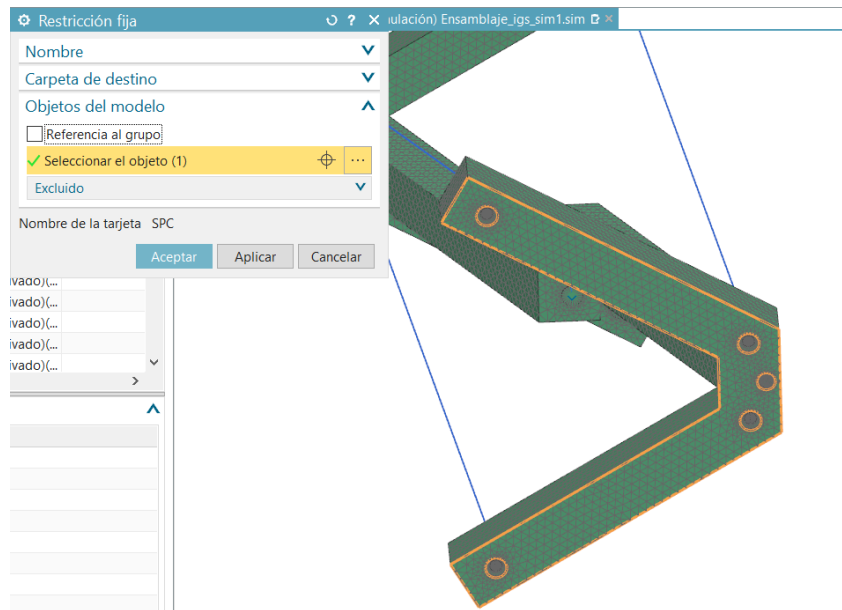 Restricción fija
ulación) Ensamblaje_igs_sim1.sim
Nombre
Carpeta de destino
Objetos del modelo
Referencia al grupo
Seleccionar el objeto (1)
Excluido
Nombre de la tarjeta SPC
Aceptar Aplicar Cancelar
ivado)(...
ivado)(...
ivado)(...
ivado)(...
ivado)(...